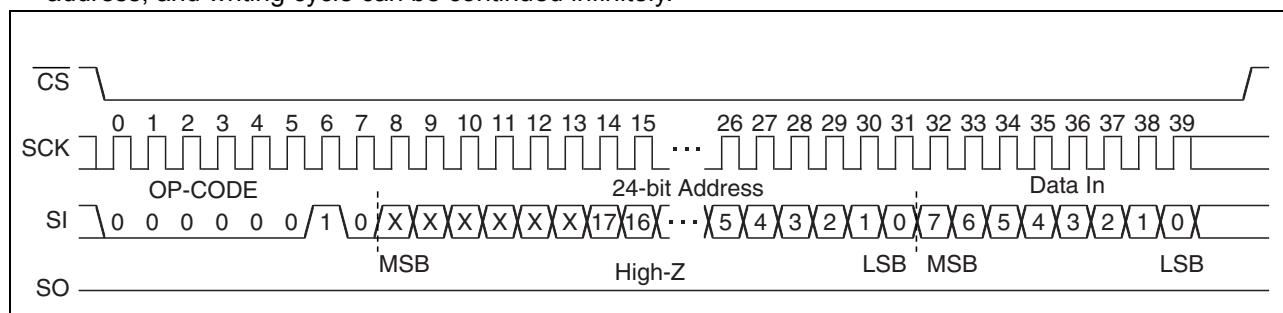 address, and writing cycle can be continued infinitely.
CS
0 1 2 3 4 5 6 7 8 9 10 11 12 13 14 15 26 27 28 29 30 31 32 33 34 35 36 37 38 39
SCK ···
OP-CODE 24-bit Address Data In
SI 0 0 0 0 0 0 1 0 X X X X X X 17 16 ··· 5 4 3 2 1 0 7 6 5 4 3 2 1 0
MSB High-Z LSB MSB LSB
SO